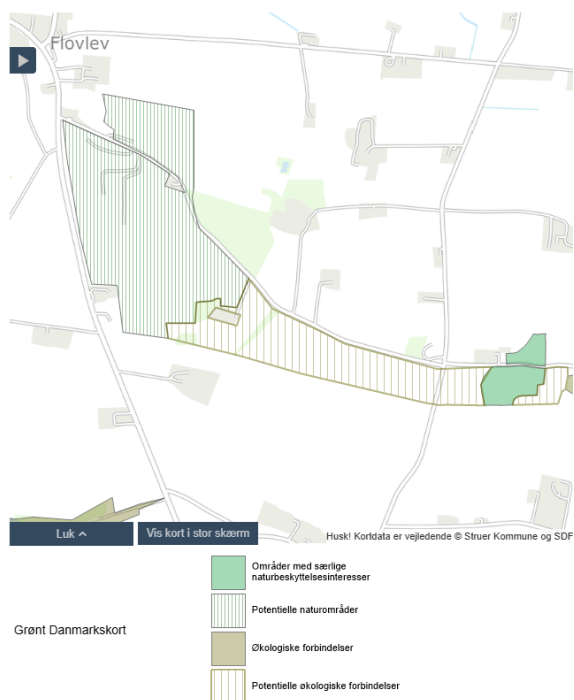 Fløvlev
Luk
Vis kort i stor skærm
Husk! Kortdata er vejledende © Struer Kommune og SDF
Grønt Danmarkskort
Områder med særlige
naturbeskyttelsesinteresser
Potentielle naturområder
Økologiske forbindelser
Potentielle økologiske forbindelser